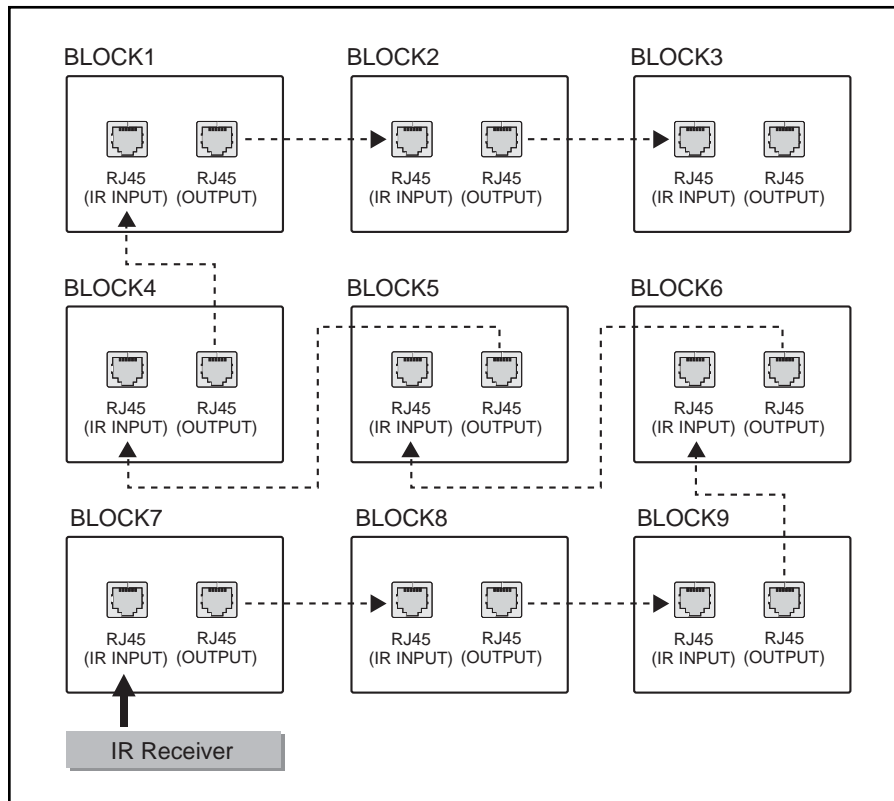 BLOCK1 BLOCK2 BLOCK3
RJ45 RJ45 RJ45 RJ45 RJ45 RJ45
(IR INPUT) (OUTPUT) (IR INPUT) (OUTPUT) (IR INPUT) (OUTPUT)
BLOCK4 BLOCK5 BLOCK6
RJ45 RJ45 RJ45 RJ45 RJ45 RJ45
(IR INPUT) (OUTPUT) (IR INPUT) (OUTPUT) (IR INPUT) (OUTPUT)
BLOCK7 BLOCK8 BLOCK9
RJ45 RJ45 RJ45 RJ45 RJ45 RJ45
(IR INPUT) (OUTPUT) (IR INPUT) (OUTPUT) (IR INPUT) (OUTPUT)
IR Receiver